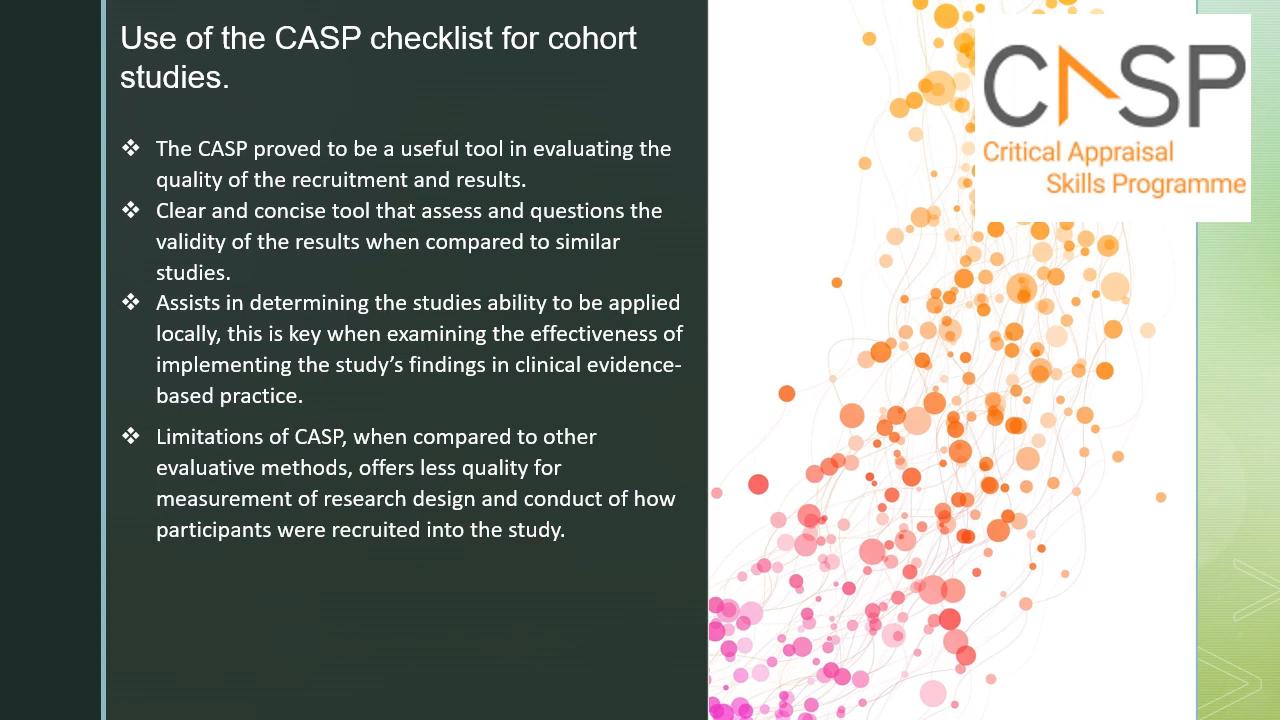 Use of the CASP checklist for cohort
studies.
❖ The CASP proved to be a useful tool in evaluating the
quality of the recruitment and results.
❖ Clear and concise tool that assess and questions the
validity of the results when compared to similar
studies.
❖ Assists in determining the studies ability to be applied
locally, this is key when examining the effectiveness of
implementing the study’s findings in clinical evidence-
based practice.
❖ Limitations of CASP, when compared to other
evaluative methods, offers less quality for
measurement of research design and conduct of how
participants were recruited into the study.
CASP
Critical Appraisal
Skills Programme